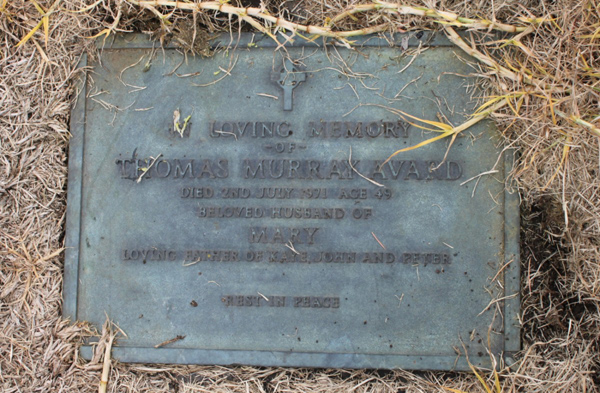 IN LOVING MEMORY
-OF-
THOMAS MURRAY AVARD
DIED 2ND JULY 1971 AGE 49
BELOVED HUSBAND OF
MARY
LOVING FATHER OF KAYE, JOHN AND PETER
REST IN PEACE